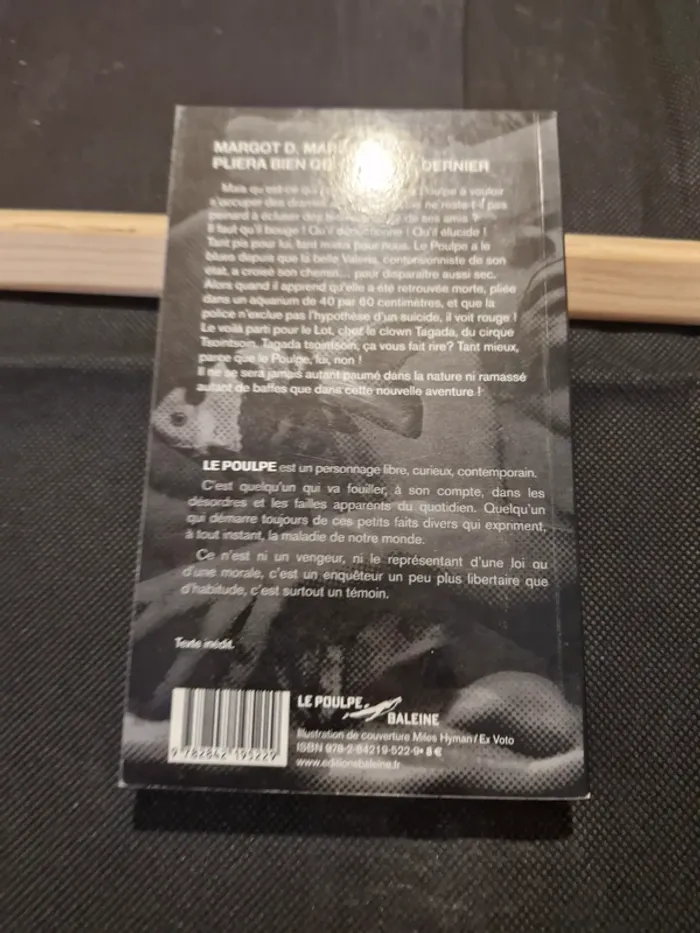 MARGOT D.
PLIERA BIEN DERNIER
Mais qu'est-ce qui Poulpe à vouloir
s'occuper des ne reste-t-il pas
peinard à écluser des de ses amis ?
Il faut qu'il bouge ! Qu'il ! Qu'il élucide !
Tant pis pour lui, tant mieux pour nous. Le Poulpe a le
blues depuis que la belle Valeria, contorsionniste de son
état, a croisé son chemin... pour disparaître aussi sec.
Alors quand il apprend qu'elle a été retrouvée morte, pliée
dans un aquarium de 40 par 60 centimètres, et que la
police n'exclue pas l'hypothèse d'un suicide, il voit rouge !
Le voilà parti pour le Lot, chez le clown Tagada, du cirque
Tsointsoin. Tagada tsointsoin, ça vous fait rire? Tant mieux,
parce que le Poulpe, lui, non !
Il ne se sera jamais autant paumé dans la nature ni ramassé
autant de baffes que dans cette nouvelle aventure !
LE POULPE est un personnage libre, curieux, contemporain.
C'est quelqu'un qui va fouiller, à son compte, dans les
désordres et les failles apparents du quotidien. Quelqu'un
qui démarre toujours de ces petits faits divers qui expriment,
à tout instant, la maladie de notre monde.
Ce n'est ni un vengeur, ni le représentant d'une loi ou
d'une morale, c'est un enquêteur un peu plus libertaire que
d'habitude, c'est surtout un témoin.
Texte inédit.
LE POULPE
BALEINE
Illustration de couverture Miles Hyman / Ex Voto
ISBN 978-2-84219-522-9 • 8 €
www.editionsbaleine.fr
9 782842 195229